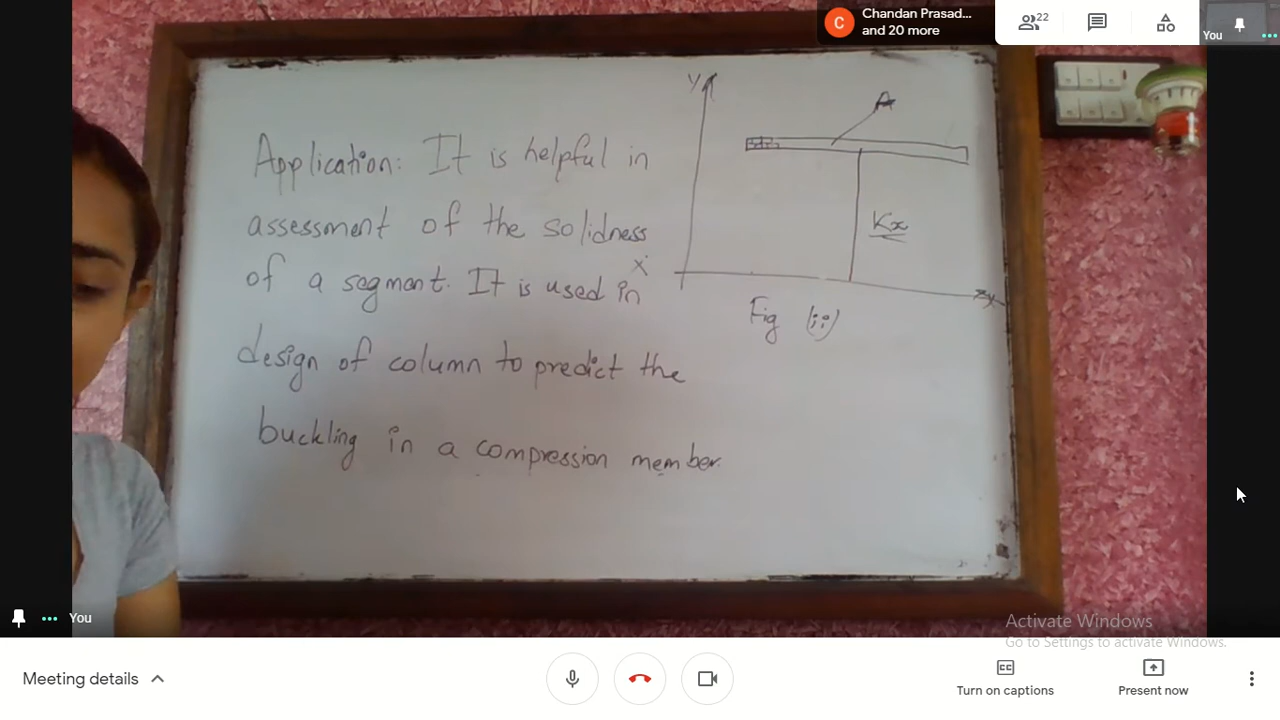 Chandan Prasad...
and 20 more
C
22
You
Y
A
Application: It is helpful in
assessment of the solidness
of a segment. It is used in
design of column to predict the
buckling in a compression member.
X
Kx
Fig (ii)
You
Activate Windows
Go to Settings to activate Windows.
Meeting details
Turn on captions
Present now